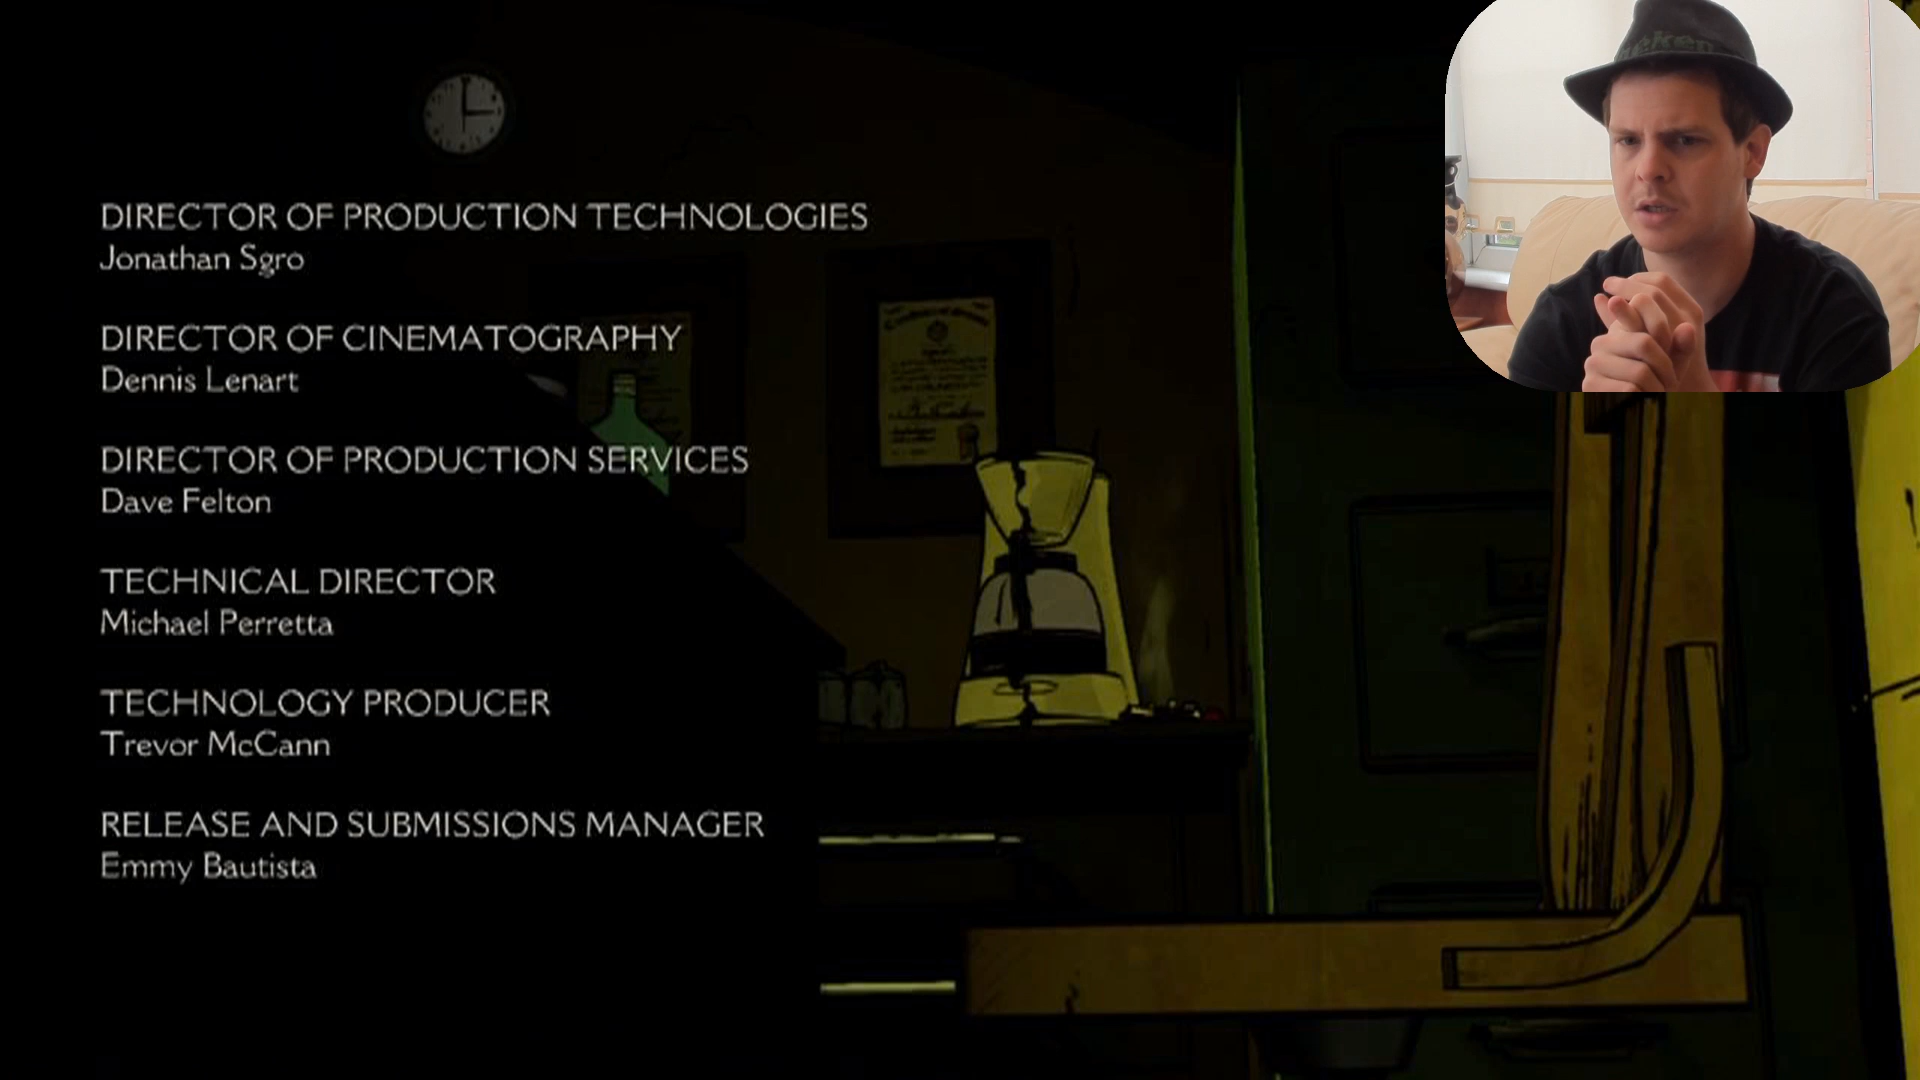 DIRECTOR OF PRODUCTION TECHNOLOGIES
Jonathan Sgro
DIRECTOR OF CINEMATOGRAPHY
Dennis Lenart
DIRECTOR OF PRODUCTION SERVICES
Dave Felton
TECHNICAL DIRECTOR
Michael Perretta
TECHNOLOGY PRODUCER
Trevor McCann
RELEASE AND SUBMISSIONS MANAGER
Emmy Bautista